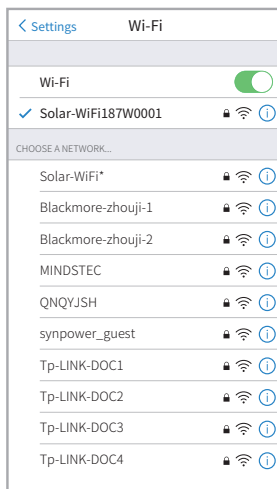 Settings Wi-Fi
Wi-Fi
Solar-WiFi187W0001
CHOOSE A NETWORK...
Solar-WiFi*
Blackmore-zhouji-1
Blackmore-zhouji-2
MINDSTEC
QNQYJSH
synpower_guest
Tp-LINK-DOC1
Tp-LINK-DOC2
Tp-LINK-DOC3
Tp-LINK-DOC4